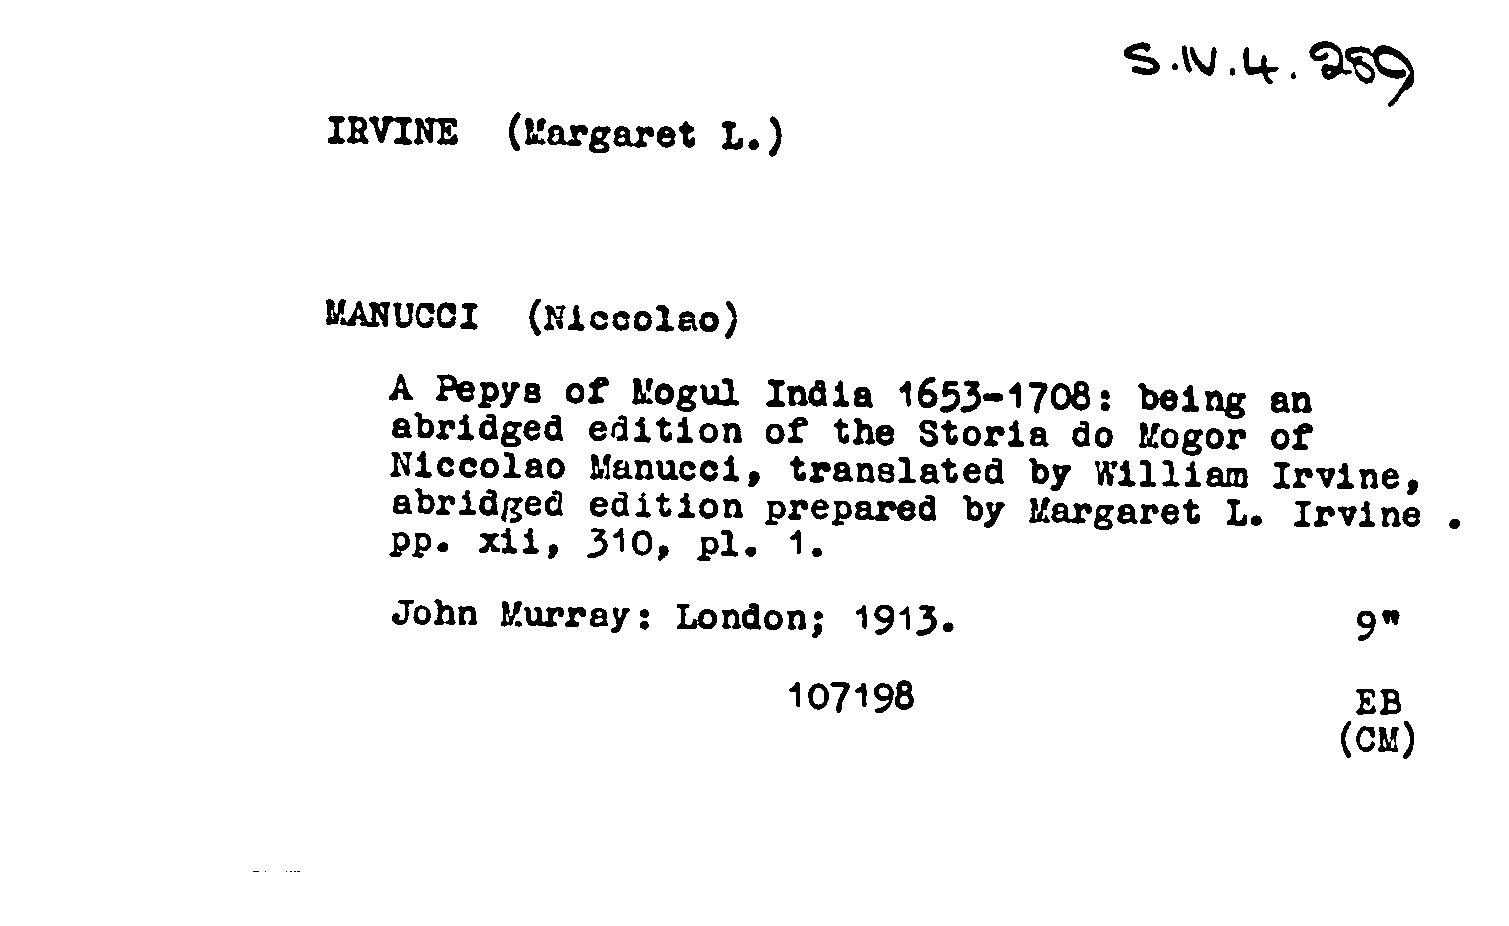 S.IV.4.289
IRVINE (Margaret L.)
MANUCCI (Niccolao)
A Pepys of Mogul India 1653-1708: being an
abridged edition of the Storia do Mogor of
Niccolao Manucci, translated by William Irvine,
abridged edition prepared by Margaret L. Irvine .
pp. xii, 310, pl. 1.
John Murray: London; 1913. 9"
107198 EB
(CM)